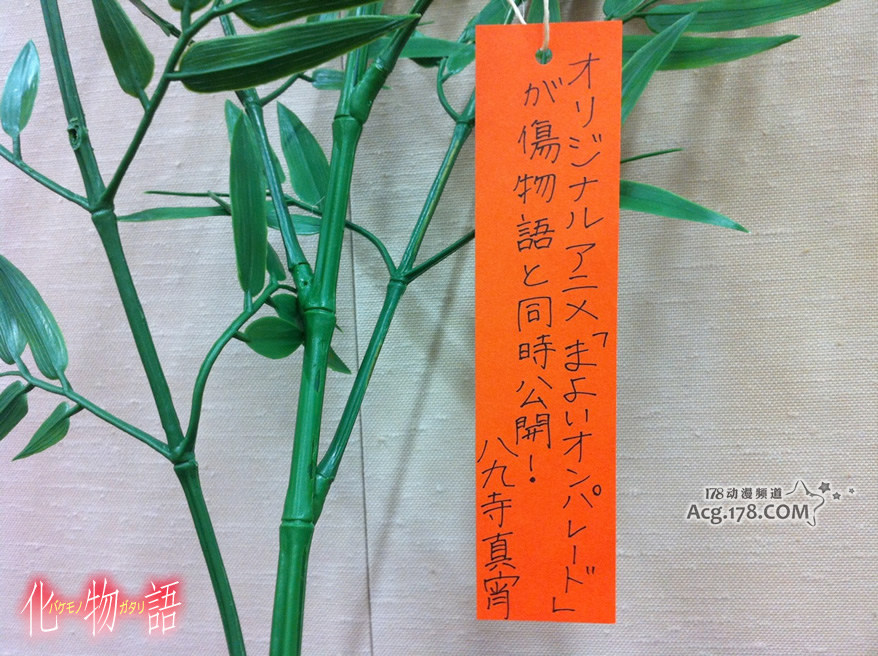 オリジナルアニメ「まよいオンパレード」
が傷物語と同時公開!
八九寺真宵
178动漫频道
Acg.178.COM
化物語
バケモノガタリ